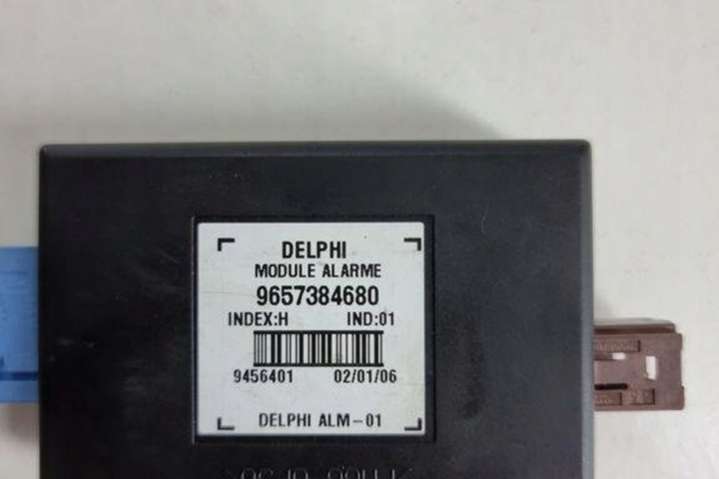 DELPHI
MODULE ALARME
9657384680
INDEX:H IND:01
9456401 02/01/06
DELPHI ALM-01